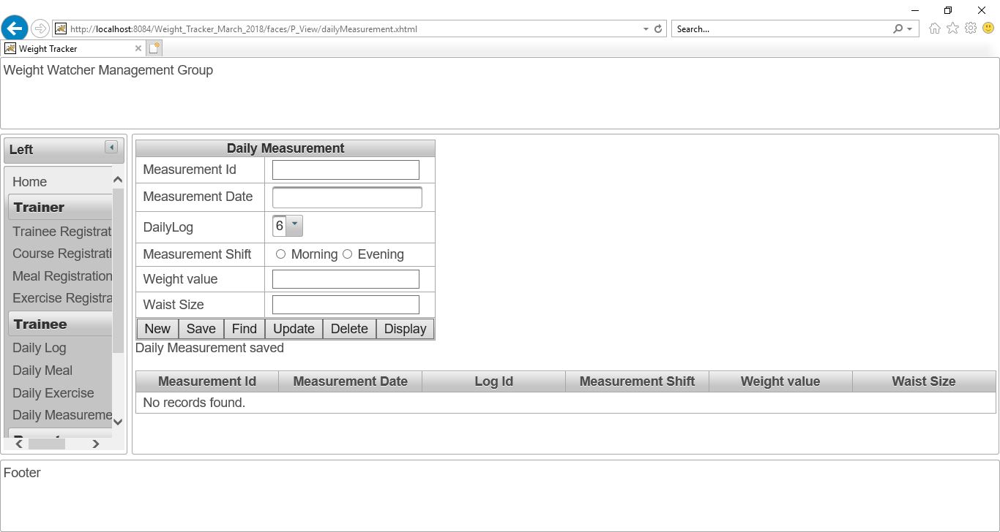 http://localhost:8084/Weight_Tracker_March_2018/faces/P_View/dailyMeasurement.xhtml
Search...
Weight Tracker
Weight Watcher Management Group
Left
Home
Trainer
Trainee Registrat
Course Registrati
Meal Registration
Exercise Registra
Trainee
Daily Log
Daily Meal
Daily Exercise
Daily Measureme
Daily Measurement
Measurement Id
Measurement Date
DailyLog 6
Measurement Shift Morning Evening
Weight value
Waist Size
New Save Find Update Delete Display
Daily Measurement saved
Measurement Id Measurement Date Log Id Measurement Shift Weight value Waist Size
No records found.
Footer